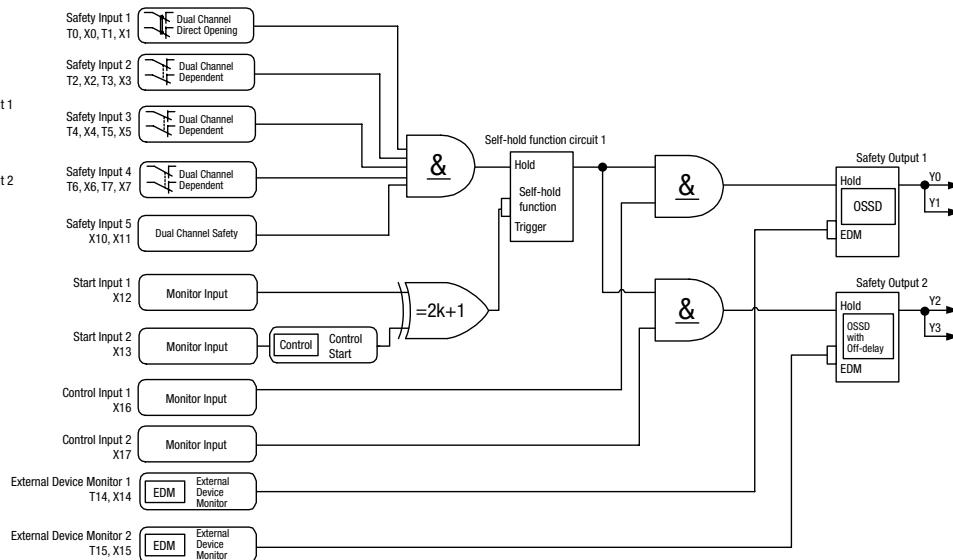 Safety Input 1
T0, X0, T1, X1
Dual Channel
Direct Opening
Safety Input 2
T2, X2, T3, X3
Dual Channel
Dependent
t 1
Safety Input 3
T4, X4, T5, X5
Dual Channel
Dependent
t 2
Safety Input 4
T6, X6, T7, X7
Dual Channel
Dependent
Safety Input 5
X10, X11
Dual Channel Safety
&
Self-hold function circuit 1
Hold
Self-hold
function
Trigger
Start Input 1
X12
Monitor Input
Start Input 2
X13
Monitor Input
Control
Control
Start
=2k+1
Control Input 1
X16
Monitor Input
Control Input 2
X17
Monitor Input
External Device Monitor 1
T14, X14
EDM
External
Device
Monitor
External Device Monitor 2
T15, X15
EDM
External
Device
Monitor
&
&
Safety Output 1
Hold
OSSD
EDM
Y0
Y1
Safety Output 2
Hold
OSSD
with
Off-delay
EDM
Y2
Y3